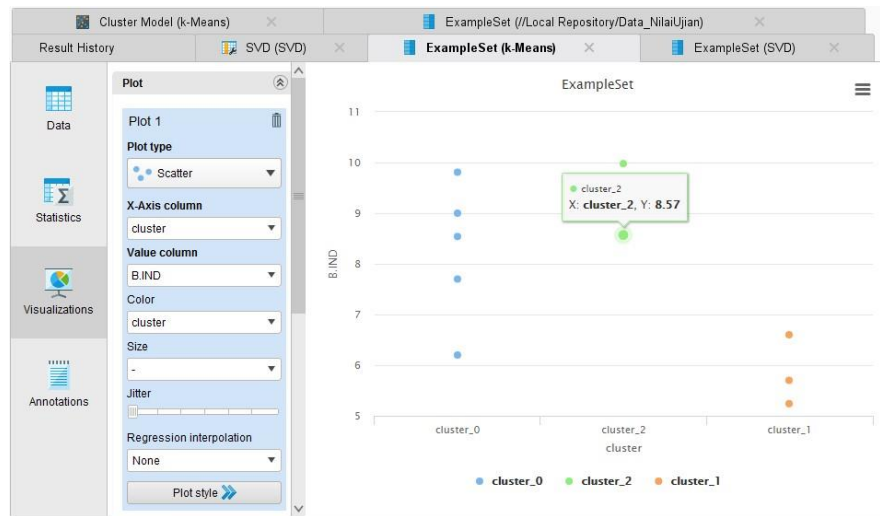 Cluster Model (k-Means)
ExampleSet (//Local Repository/Data_NilaiUjian)
Result History
SVD (SVD)
ExampleSet (k-Means)
ExampleSet (SVD)
Data
Statistics
Visualizations
Annotations
Plot
Plot 1
Plot type
Scatter
X-Axis column
cluster
Value column
B.IND
Color
cluster
Size
-
Jitter
Regression interpolation
None
Plot style
ExampleSet
11
10
9
8
7
6
5
B.IND
cluster_2
X: cluster_2, Y: 8.57
cluster_0
cluster_2
cluster_1
cluster
cluster_0
cluster_2
cluster_1